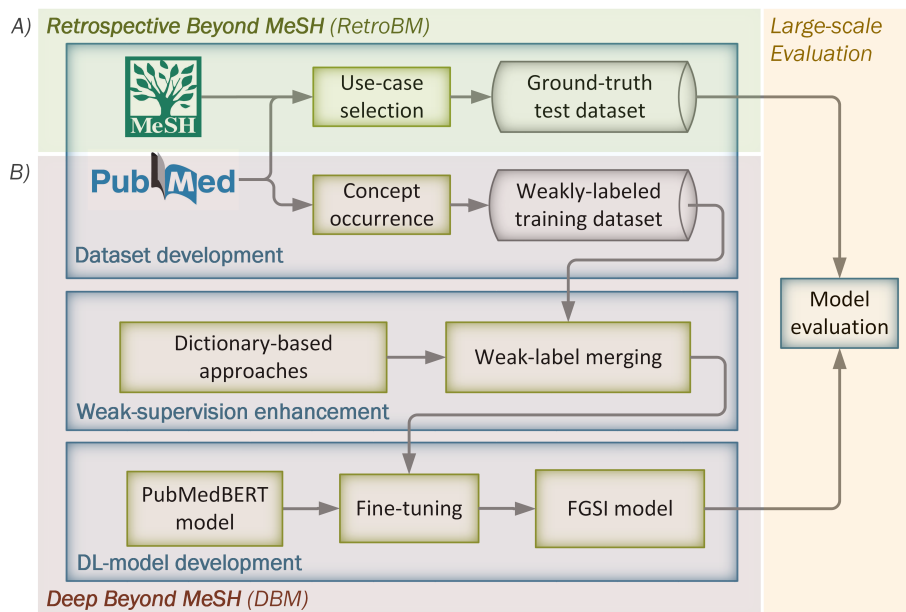 A)
Retrospective Beyond MeSH (RetroBM)
Large-scale
Evaluation
MeSH
Use-case
selection
Ground-truth
test dataset
B)
PubMed
Concept
occurrence
Weakly-labeled
training dataset
Dataset development
Model
evaluation
Dictionary-based
approaches
Weak-label merging
Weak-supervision enhancement
PubMedBERT
model
Fine-tuning
FGSI model
DL-model development
Deep Beyond MeSH (DBM)